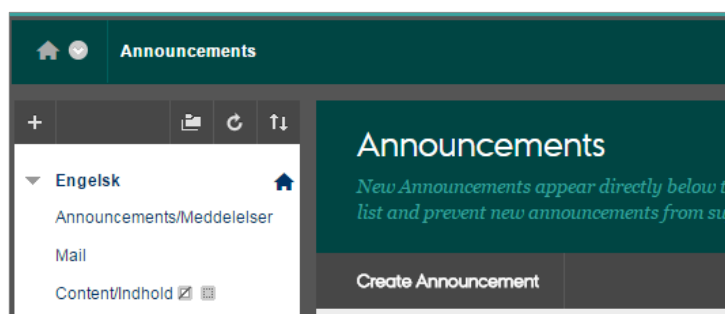 Announcements
Announcements
New Announcements appear directly below
list and prevent new announcements from
Engelsk
Announcements/Meddelelser
Mail
Content/Indhold
Create Announcement